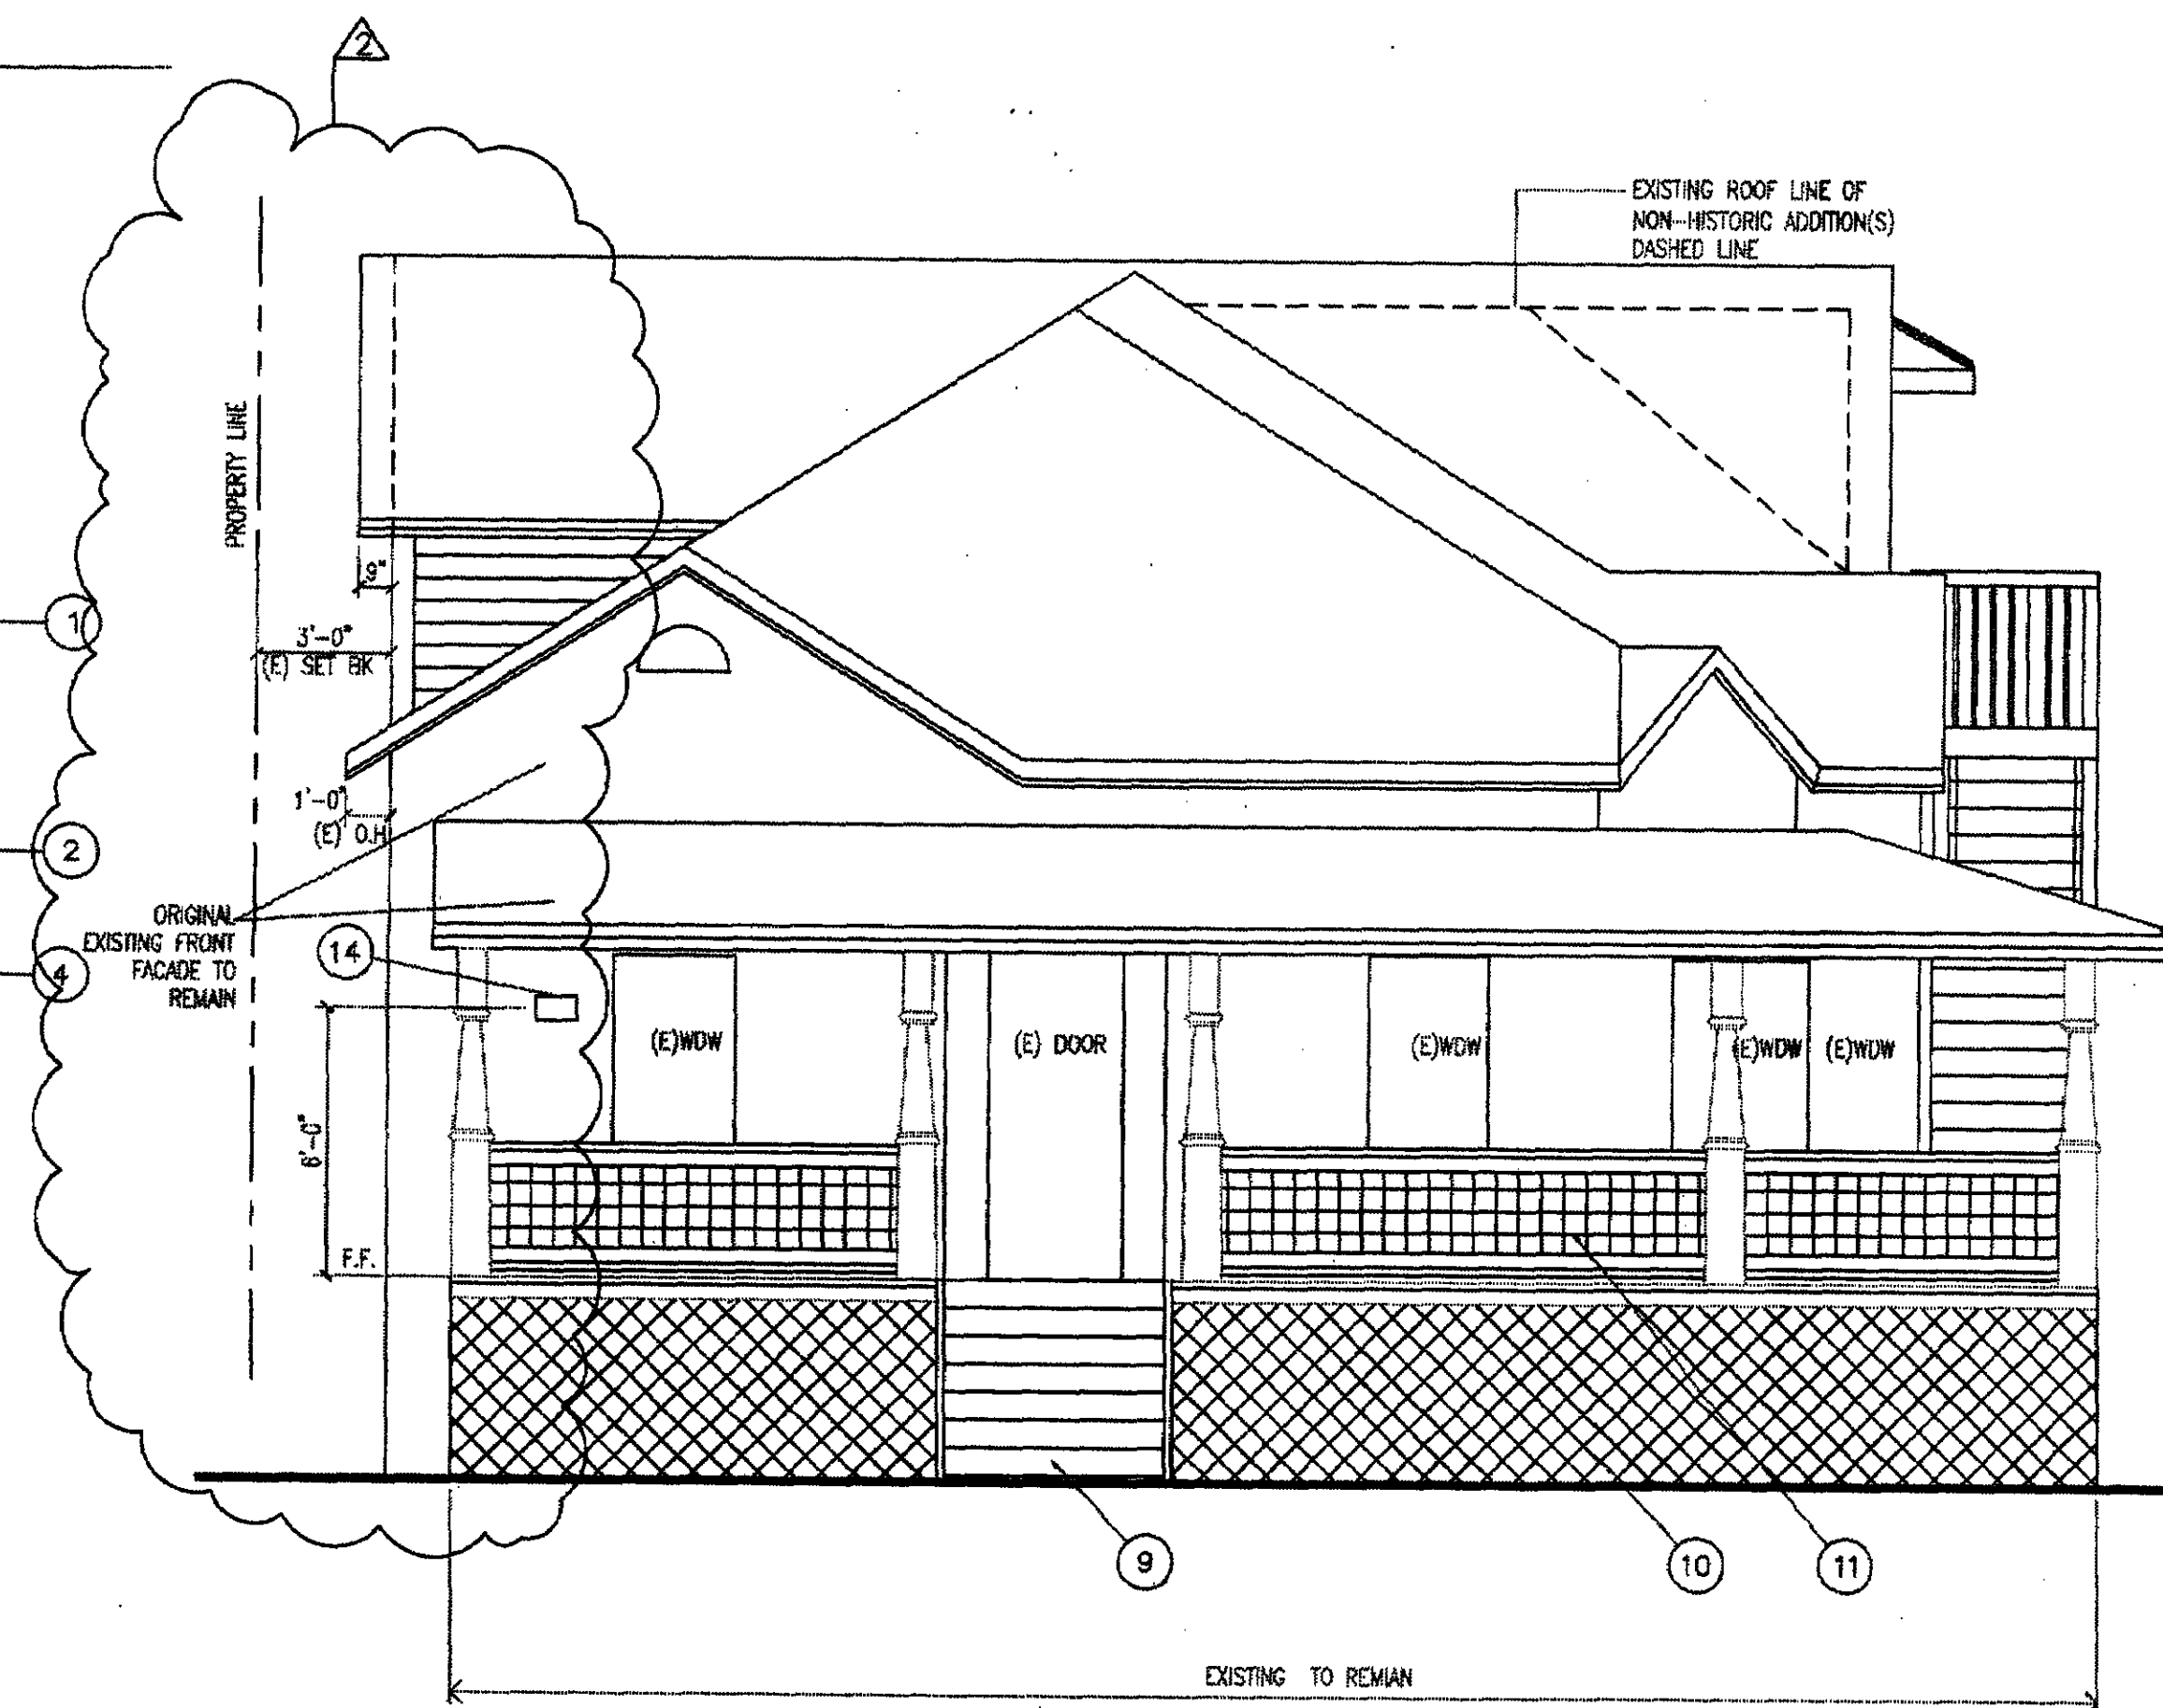 2
EXISTING ROOF LINE OF
NON-HISTORIC ADDITION(S)
DASHED LINE
PROPERTY LINE
9"
1
3'-0"
(E) SET BK
1'-0"
(E) O.H
2
ORIGINAL
EXISTING FRONT
FACADE TO
REMAIN
4
14
(E)WDW
(E) DOOR
(E)WDW
(E)WDW
(E)WDW
6'-0"
F.F.
9
10
11
EXISTING TO REMIAN